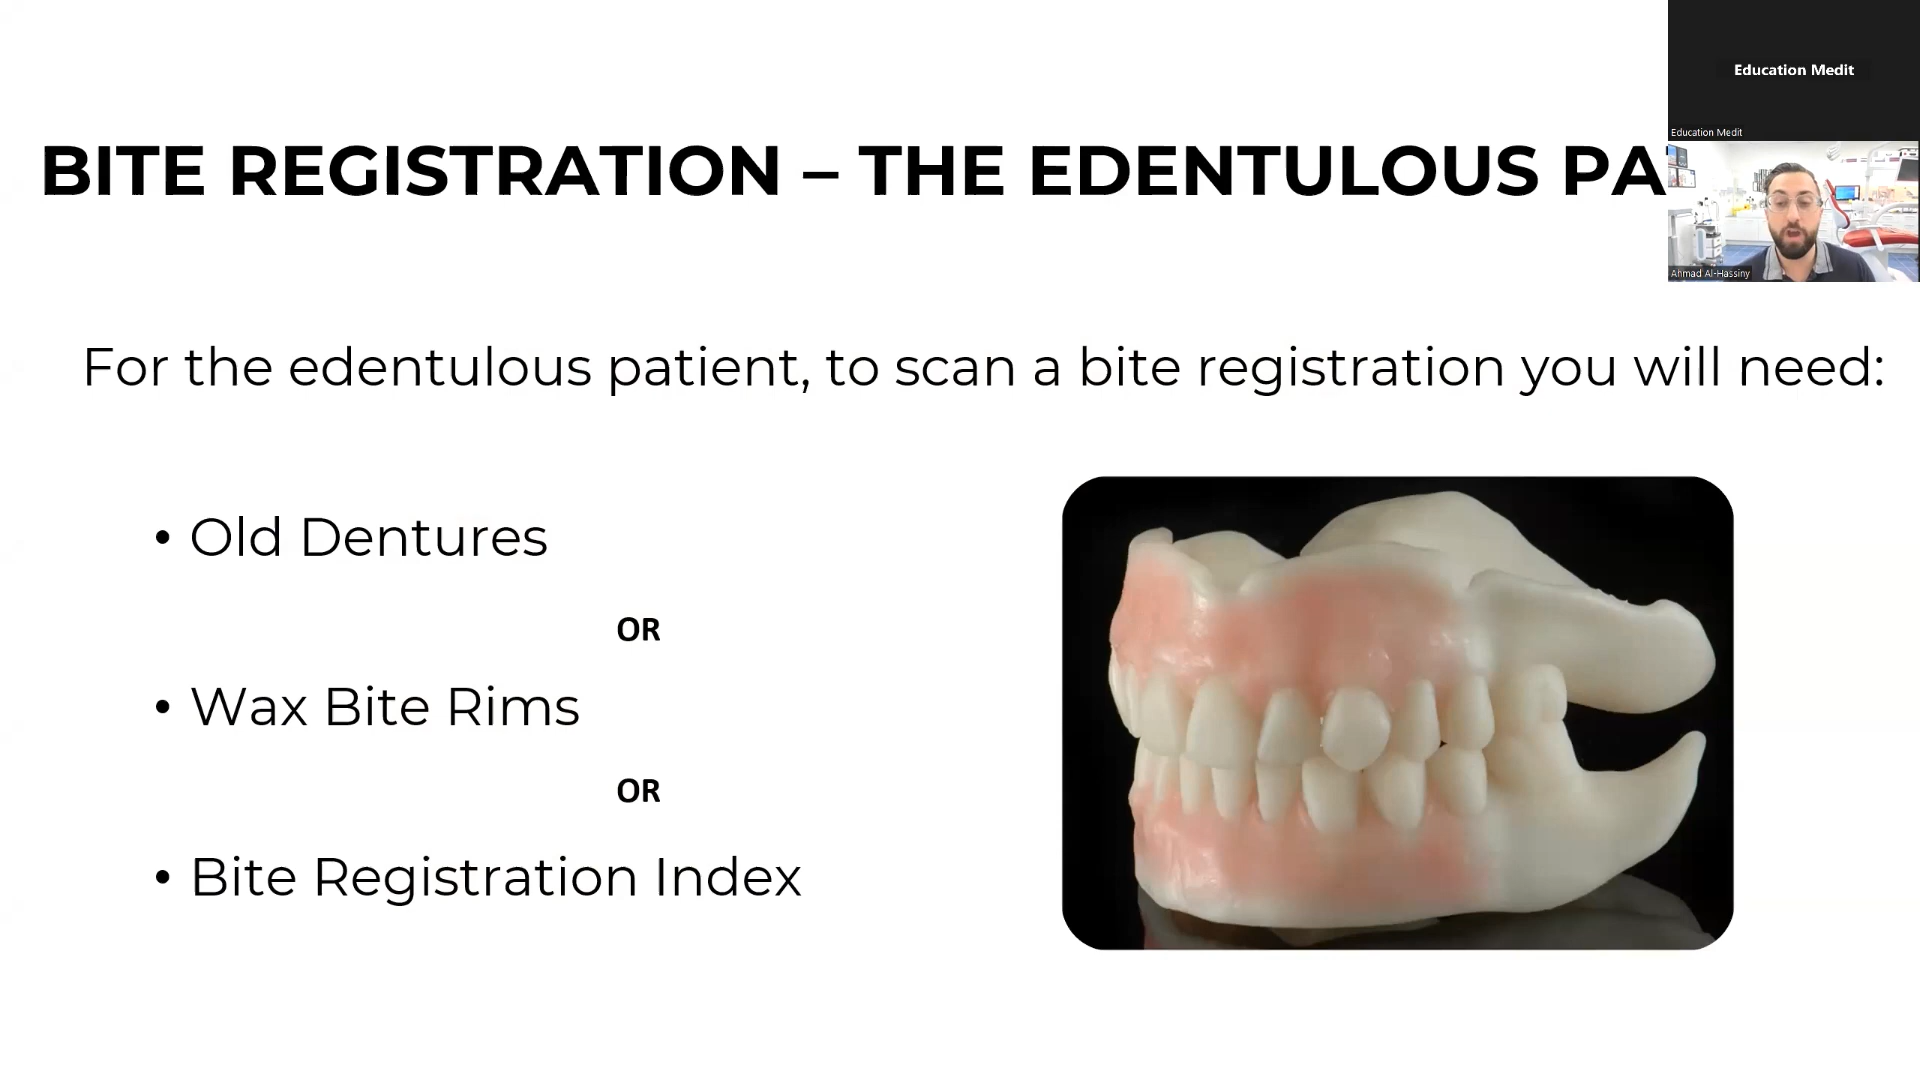 Education Medit
Education Medit
BITE REGISTRATION – THE EDENTULOUS PA
Ahmad Al-Hassiny
For the edentulous patient, to scan a bite registration you will need:
• Old Dentures
OR
• Wax Bite Rims
OR
• Bite Registration Index